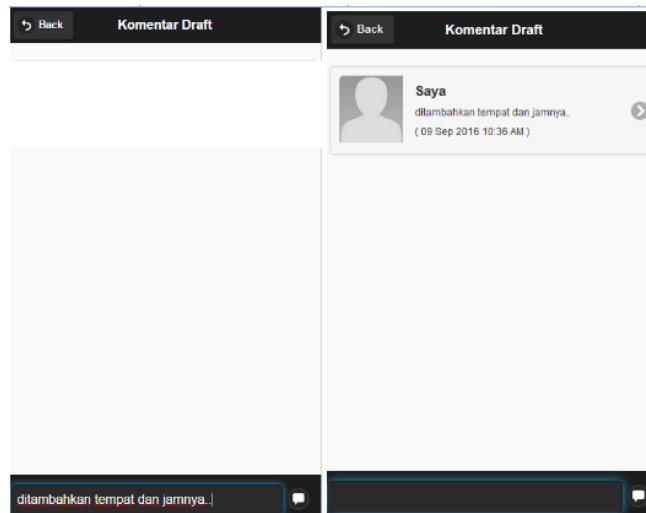 Back
Komentar Draft
ditambahkan tempat dan jamnya..
Back
Komentar Draft
Saya
ditambahkan tempat dan jamnya..
( 09 Sep 2016 10:36 AM )